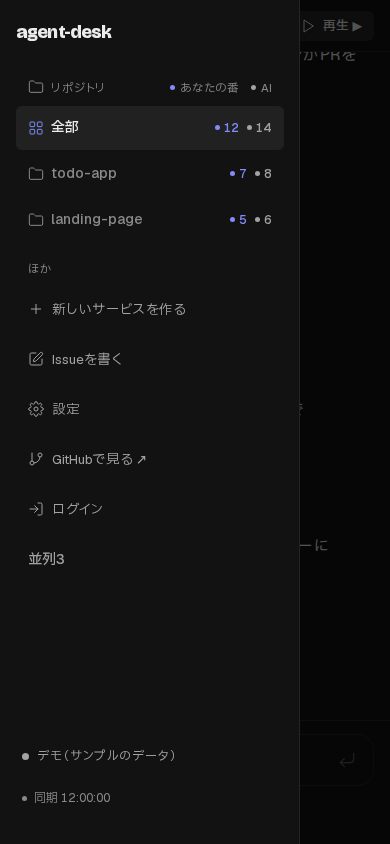 agent-desk
再生 ▶
がPRを
リポジトリ あなたの番 AI
全部 12 14
todo-app 7 8
landing-page 5 6
ほか
新しいサービスを作る
Issueを書く
設定
GitHubで見る ↗
ログイン
ーに
並列3
デモ（サンプルのデータ）
同期 12:00:00